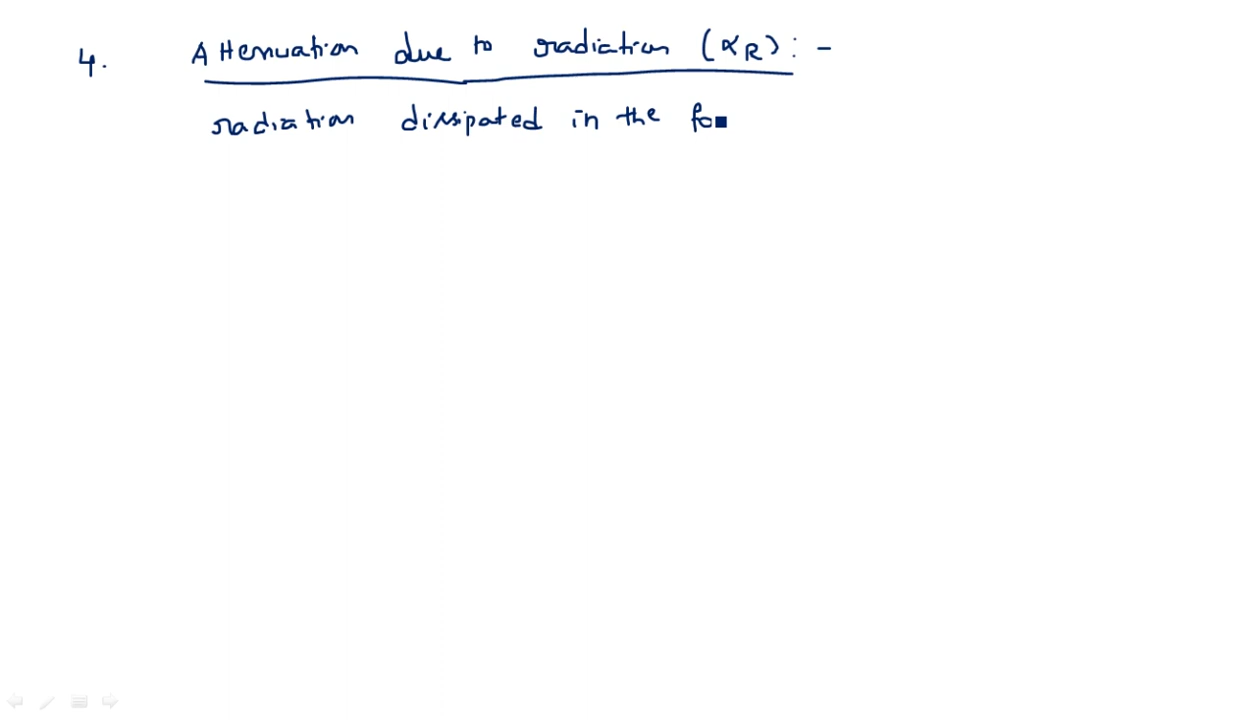 4. Attenuation due to radiation (αR) : -
radiation dissipated in the fo